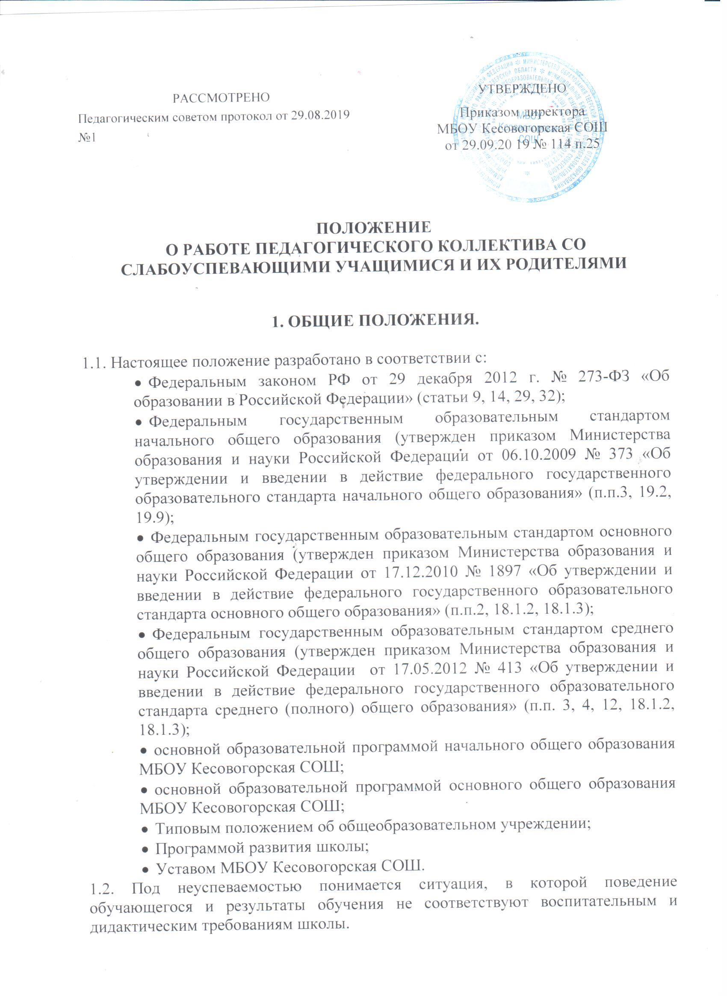 РАССМОТРЕНО
Педагогическим советом протокол от 29.08.2019
№1
УТВЕРЖДЕНО
Приказом директора
МБОУ Кесовогорская СОШ
от 29.09.20 19 № 114 п.25
МБОУ
Кесовогорская
СОШ
ПОЛОЖЕНИЕ
О РАБОТЕ ПЕДАГОГИЧЕСКОГО КОЛЛЕКТИВА СО
СЛАБОУСПЕВАЮЩИМИ УЧАЩИМИСЯ И ИХ РОДИТЕЛЯМИ
1. ОБЩИЕ ПОЛОЖЕНИЯ.
1.1. Настоящее положение разработано в соответствии с:
• Федеральным законом РФ от 29 декабря 2012 г. № 273-ФЗ «Об
образовании в Российской Федерации» (статьи 9, 14, 29, 32);
• Федеральным государственным образовательным стандартом
начального общего образования (утвержден приказом Министерства
образования и науки Российской Федерации от 06.10.2009 № 373 «Об
утверждении и введении в действие федерального государственного
образовательного стандарта начального общего образования» (п.п.3, 19.2,
19.9);
• Федеральным государственным образовательным стандартом основного
общего образования (утвержден приказом Министерства образования и
науки Российской Федерации от 17.12.2010 № 1897 «Об утверждении и
введении в действие федерального государственного образовательного
стандарта основного общего образования» (п.п.2, 18.1.2, 18.1.3);
• Федеральным государственным образовательным стандартом среднего
общего образования (утвержден приказом Министерства образования и
науки Российской Федерации от 17.05.2012 № 413 «Об утверждении и
введении в действие федерального государственного образовательного
стандарта среднего (полного) общего образования» (п.п. 3, 4, 12, 18.1.2,
18.1.3);
• основной образовательной программой начального общего образования
МБОУ Кесовогорская СОШ;
• основной образовательной программой основного общего образования
МБОУ Кесовогорская СОШ;
• Типовым положением об общеобразовательном учреждении;
• Программой развития школы;
• Уставом МБОУ Кесовогорская СОШ.
1.2. Под неуспеваемостью понимается ситуация, в которой поведение
обучающегося и результаты обучения не соответствуют воспитательным и
дидактическим требованиям школы.